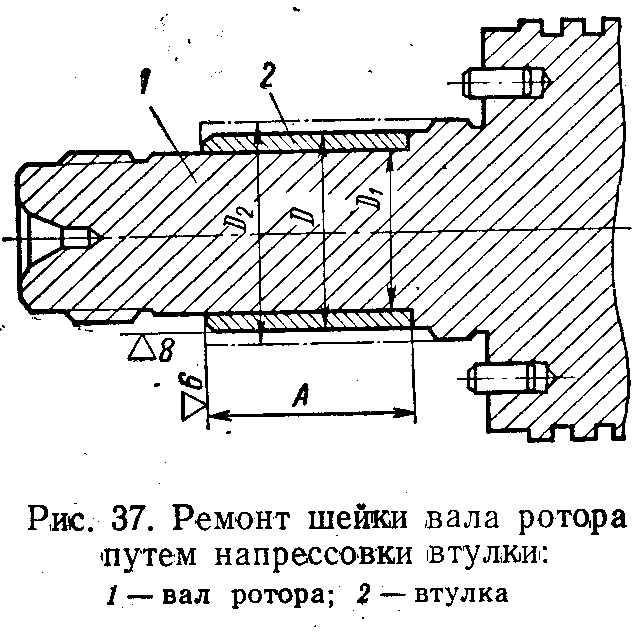 1
2
D₂
D
D₁
8
6
A
Рис. 37. Ремонт шейки вала ротора
путем напрессовки втулки:
1 — вал ротора; 2 — втулка